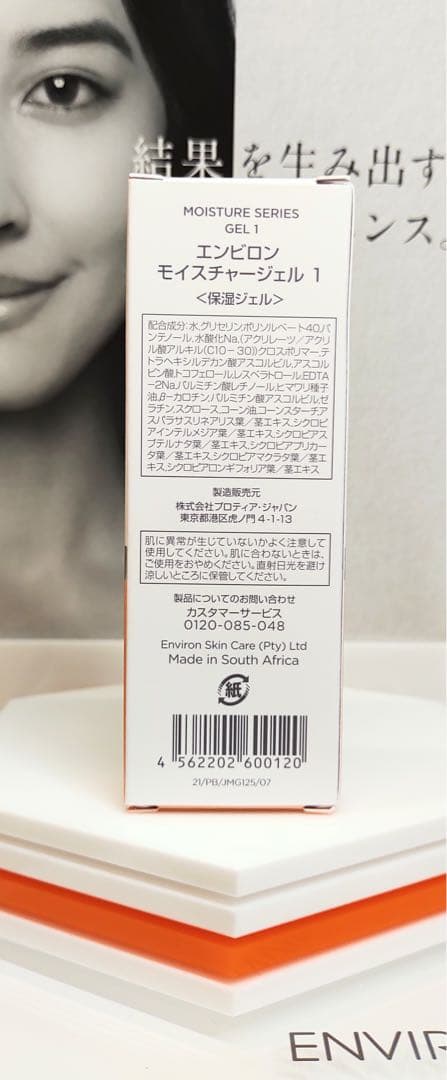 結果 を生み出す
ンス。
MOISTURE SERIES
GEL 1
エンビロン
モイスチャージェル 1
<保湿ジェル>
配合成分:水,グリセリン,ポリソルベート40,パ
ンテノール,水酸化Na,(アクリレーツ/アクリ
ル酸アルキル(C10-30))クロスポリマー,テ
トラヘキシルデカン酸アスコルビル,アスコル
ビン酸,トコフェロール,レスベラトロール,EDTA
-2Na,パルミチン酸レチノール,ヒマワリ種子
油,β-カロチン,パルミチン酸アスコルビル,ゼ
ラチン,スクロース,コーン油,コーンスターチ,ア
スパラサスリネアリス葉/茎エキス,シクロピ
アインテルメジア葉/茎エキス,シクロピアス
ブテルナタ葉/茎エキス,シクロピアプリカー
タ葉/茎エキス,シクロピアマクラタ葉/茎エ
キス,シクロピアロンギフォリア葉/茎エキス
製造販売元
株式会社プロティア・ジャパン
東京都港区虎ノ門 4-1-13
肌に異常が生じていないかよく注意して
使用してください。肌に合わないときは、
ご使用をおやめください。直射日光を避け
涼しいところに保管してください。
製品についてのお問い合わせ
カスタマーサービス
0120-085-048
Environ Skin Care (Pty) Ltd
Made in South Africa
紙
4 562202 600120
21/PB/JMG125/07
ENVIR